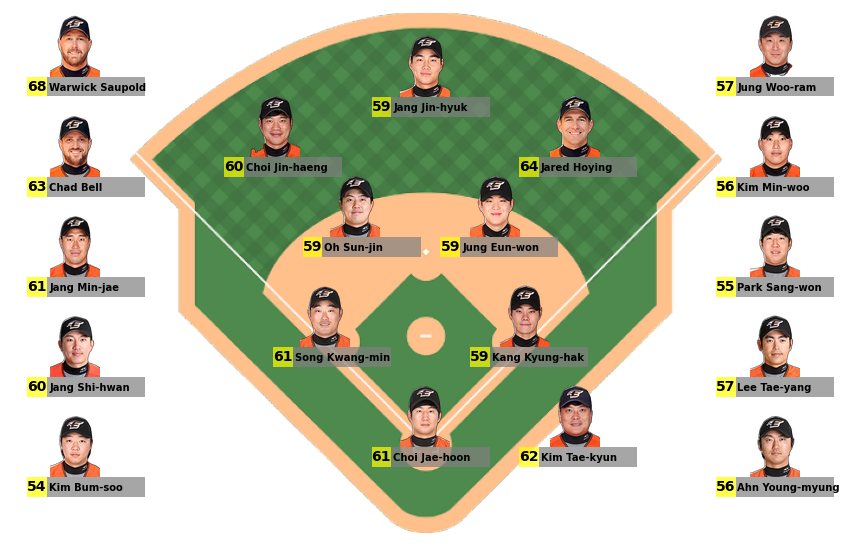 68 Warwick Saupold
57 Jung Woo-ram
59 Jang Jin-hyuk
60 Choi Jin-haeng
64 Jared Hoying
63 Chad Bell
56 Kim Min-woo
59 Oh Sun-jin
59 Jung Eun-won
61 Jang Min-jae
55 Park Sang-won
61 Song Kwang-min
59 Kang Kyung-hak
60 Jang Shi-hwan
57 Lee Tae-yang
61 Choi Jae-hoon
62 Kim Tae-kyun
54 Kim Bum-soo
56 Ahn Young-myung